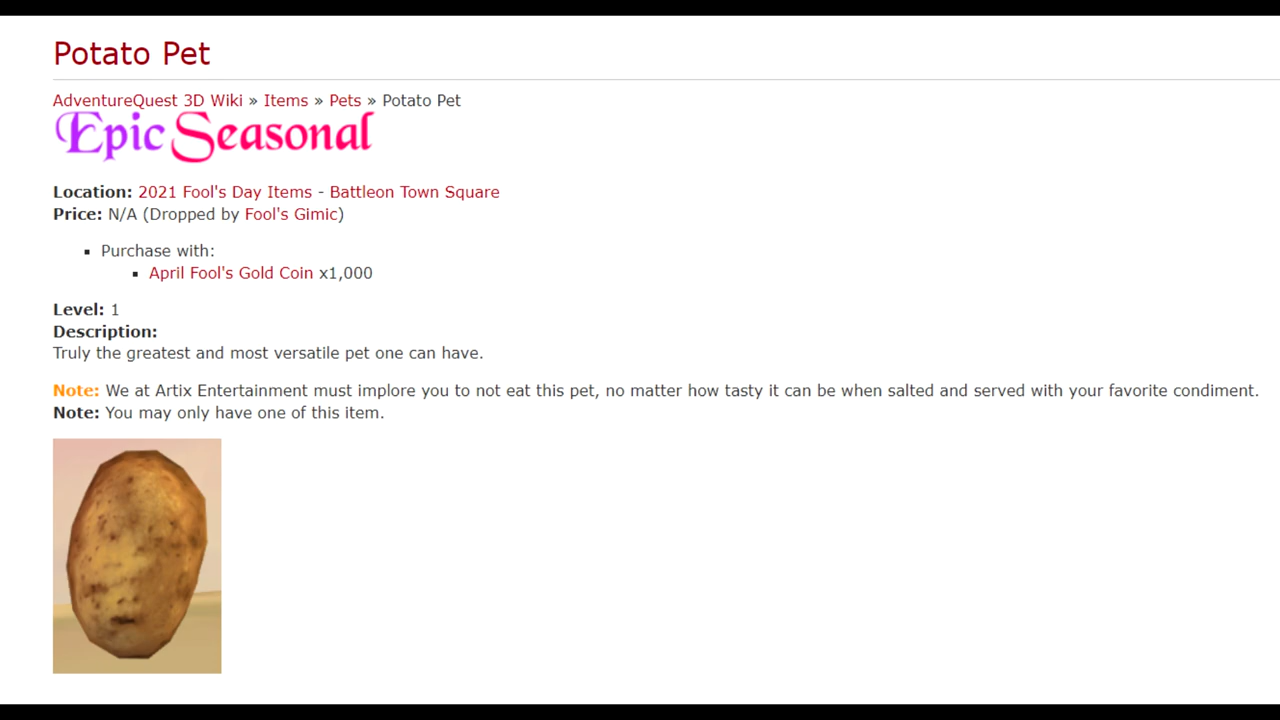 Potato Pet
AdventureQuest 3D Wiki » Items » Pets » Potato Pet
Epic Seasonal
Location: 2021 Fool's Day Items - Battleon Town Square
Price: N/A (Dropped by Fool's Gimic)
▪ Purchase with:
▪ April Fool's Gold Coin x1,000
Level: 1
Description:
Truly the greatest and most versatile pet one can have.
Note: We at Artix Entertainment must implore you to not eat this pet, no matter how tasty it can be when salted and served with your favorite condiment.
Note: You may only have one of this item.